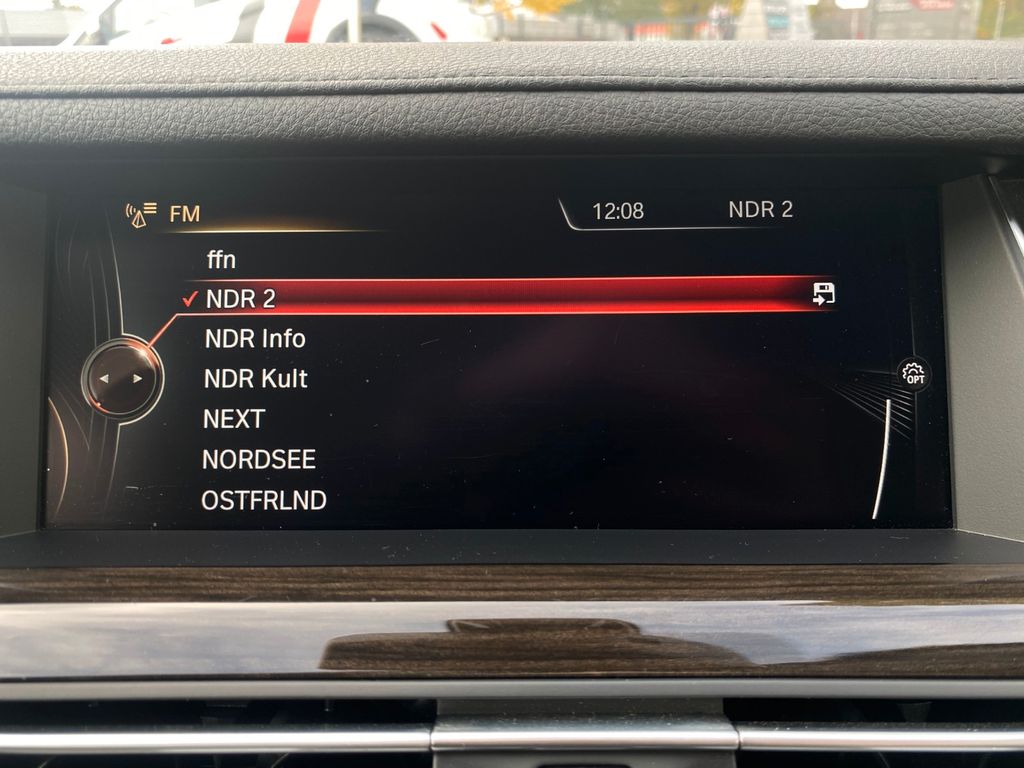 FM
12:08 NDR 2
ffn
NDR 2
NDR Info
NDR Kult
OPT
NEXT
NORDSEE
OSTFRLND